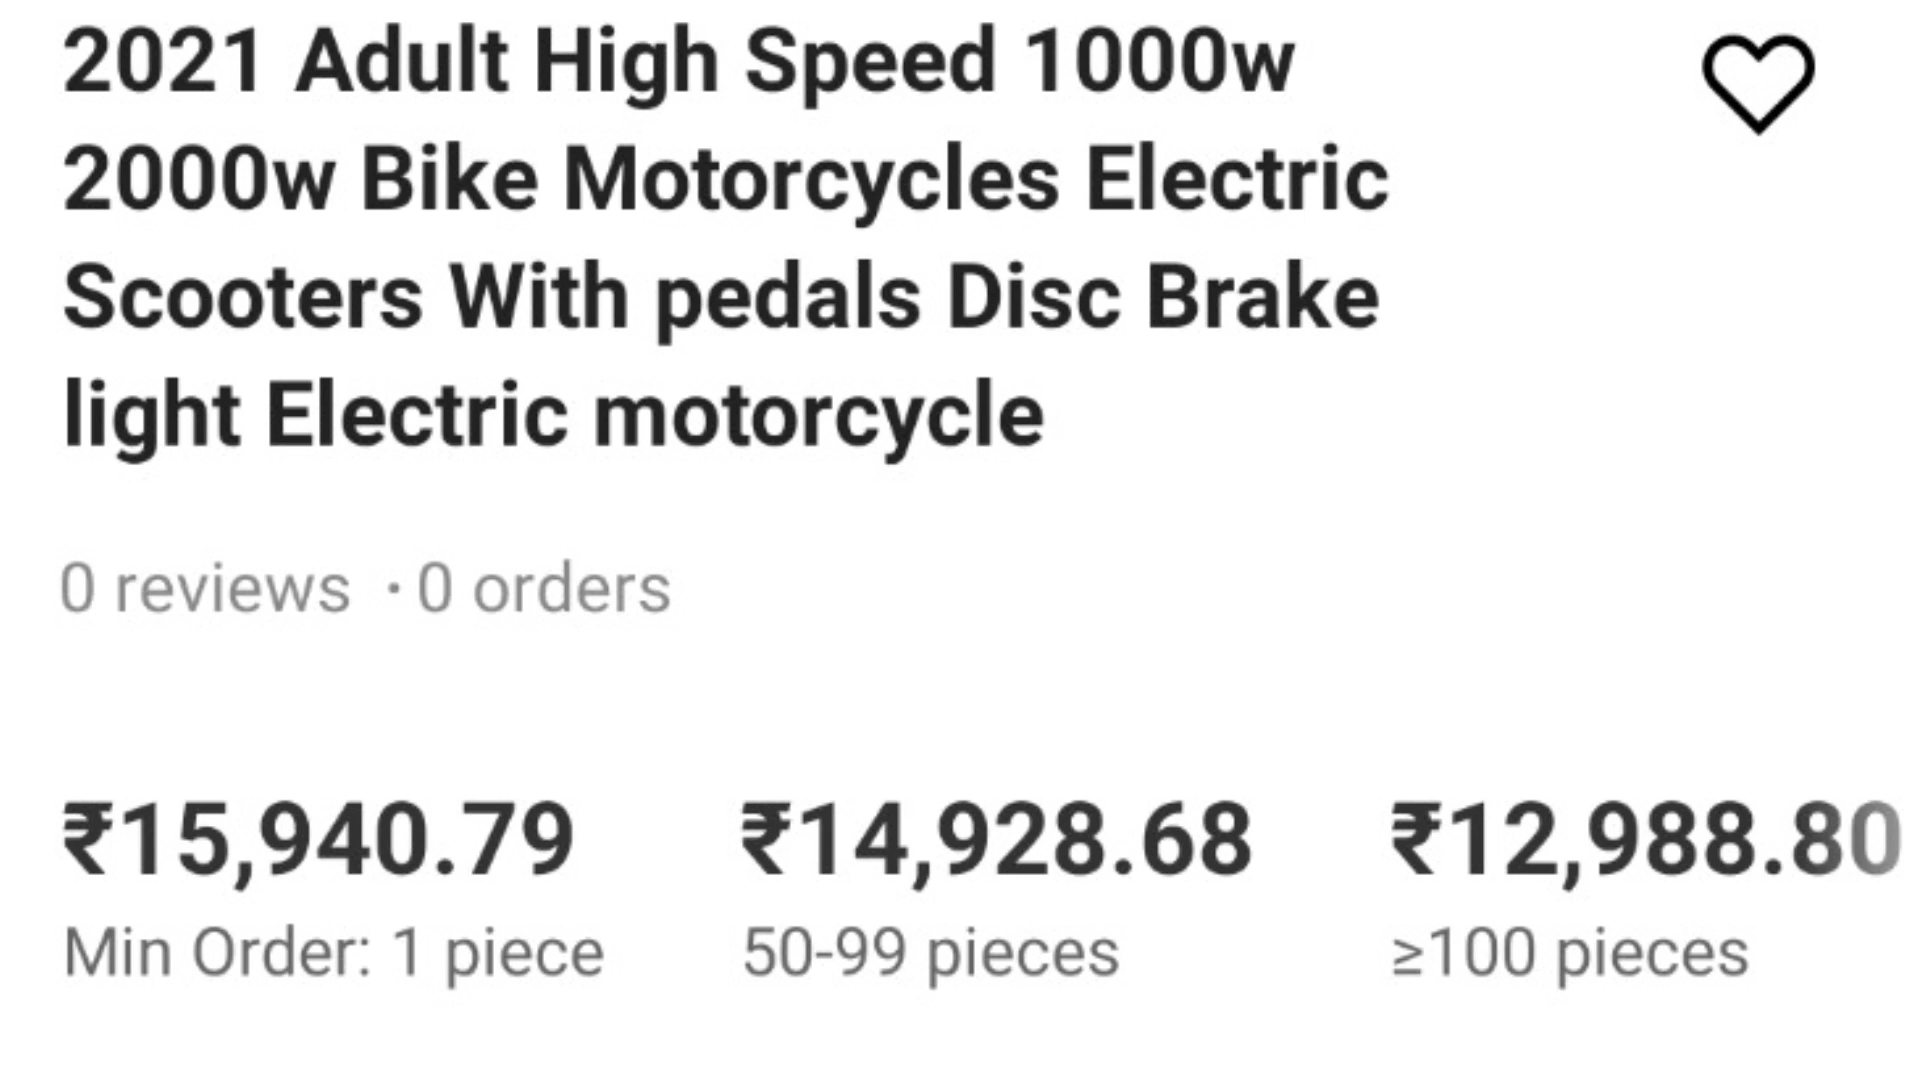 2021 Adult High Speed 1000w
2000w Bike Motorcycles Electric
Scooters With pedals Disc Brake
light Electric motorcycle
0 reviews · 0 orders
₹15,940.79 ₹14,928.68 ₹12,988.80
Min Order: 1 piece 50-99 pieces ≥100 pieces